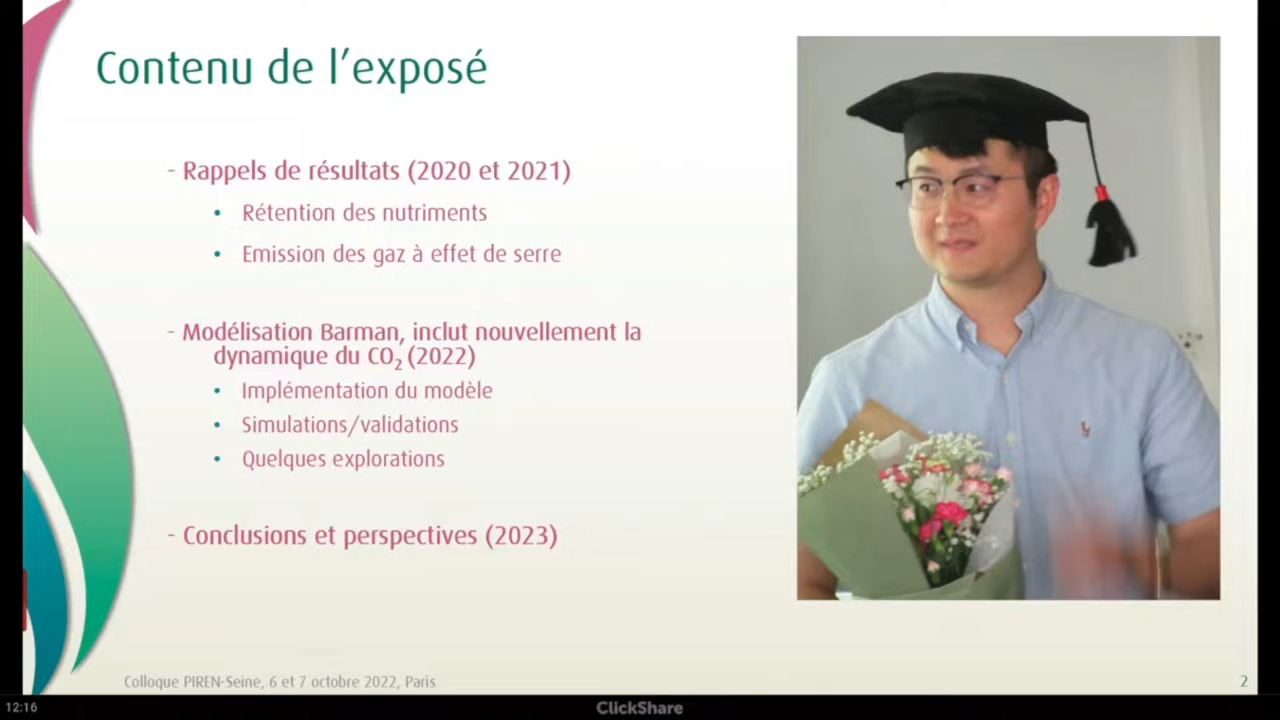 Contenu de l'exposé
- Rappels de résultats (2020 et 2021)
• Rétention des nutriments
• Emission des gaz à effet de serre
- Modélisation Barman, inclut nouvellement la
dynamique du CO₂ (2022)
• Implémentation du modèle
• Simulations/validations
• Quelques explorations
- Conclusions et perspectives (2023)
Colloque PIREN-Seine, 6 et 7 octobre 2022, Paris
2
12:16
ClickShare